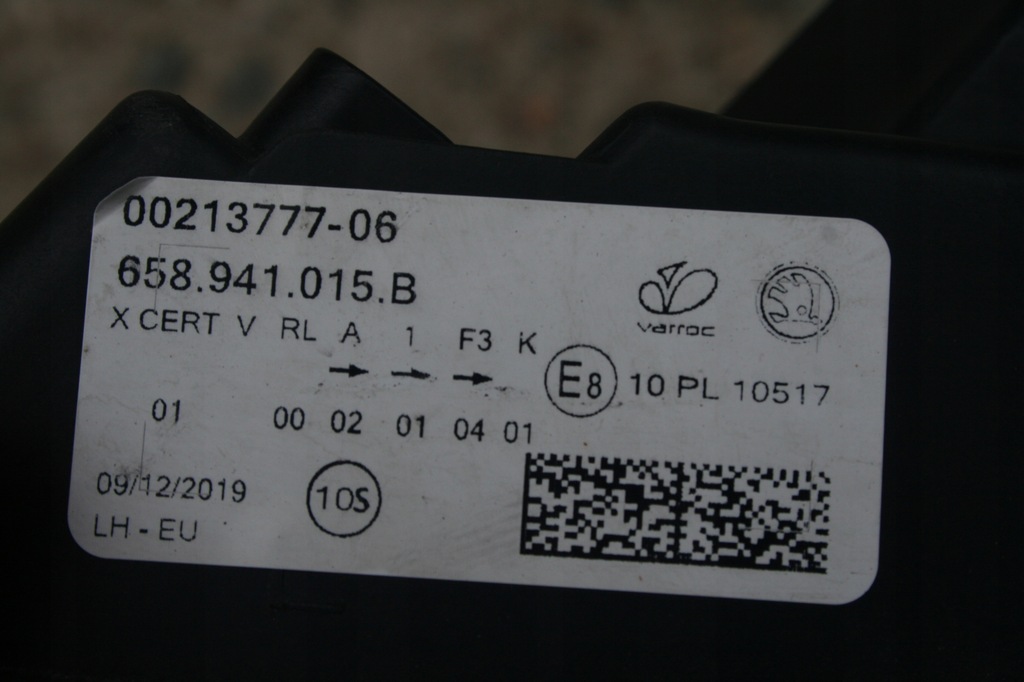 00213777-06
658.941.015.B
X CERT V RL A 1 F3 K
varroc
E8 10 PL 10517
01 00 02 01 04 01
09/12/2019
10S
LH - EU